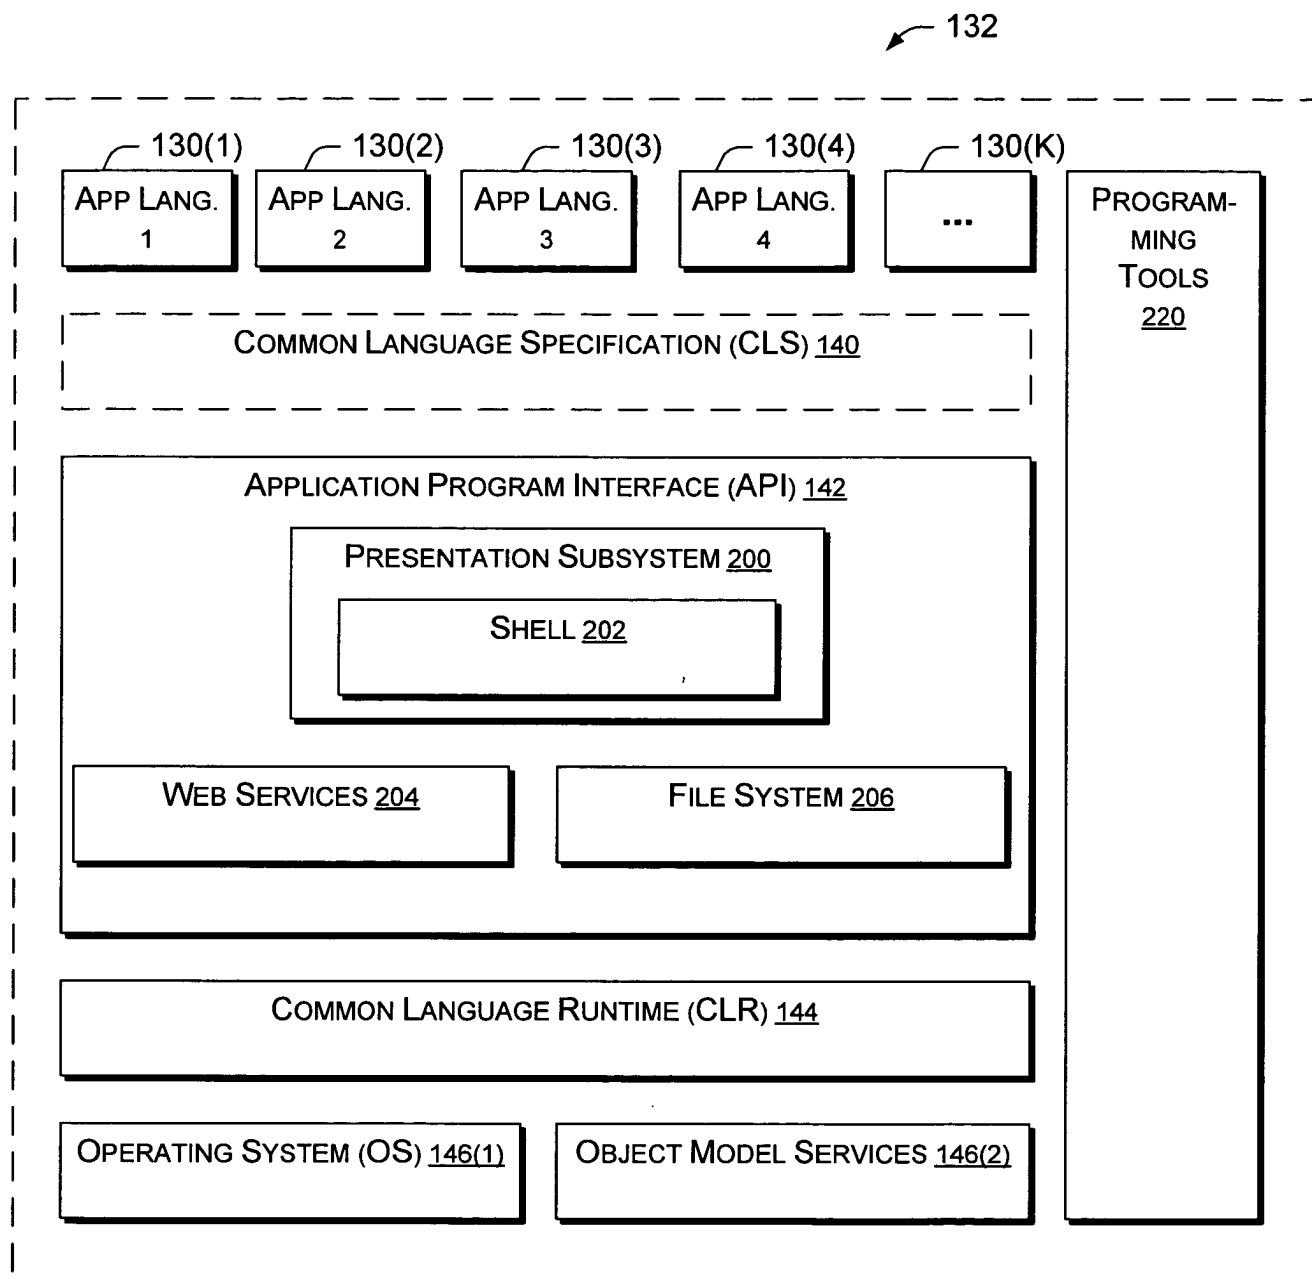 132
130(1) 130(2) 130(3) 130(4) 130(K)
APP LANG.
1
APP LANG.
2
APP LANG.
3
APP LANG.
4
...
PROGRAM-
MING
TOOLS
220
COMMON LANGUAGE SPECIFICATION (CLS) 140
APPLICATION PROGRAM INTERFACE (API) 142
PRESENTATION SUBSYSTEM 200
SHELL 202
WEB SERVICES 204
FILE SYSTEM 206
COMMON LANGUAGE RUNTIME (CLR) 144
OPERATING SYSTEM (OS) 146(1)
OBJECT MODEL SERVICES 146(2)